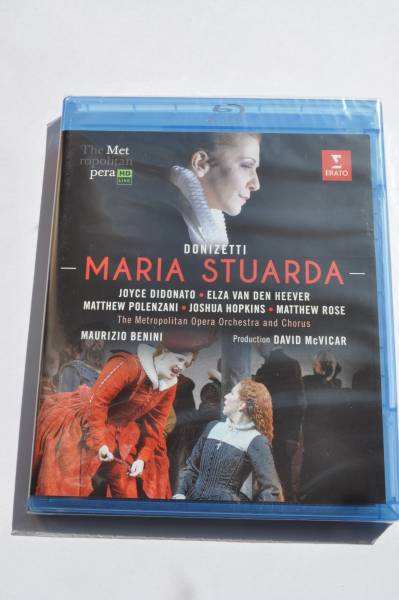 The Met
ropolitan
pera HD
LIVE
ERATO
DONIZETTI
MARIA STUARDA
JOYCE DIDONATO • ELZA VAN DEN HEEVER
MATTHEW POLENZANI • JOSHUA HOPKINS • MATTHEW ROSE
The Metropolitan Opera Orchestra and Chorus
MAURIZIO BENINI Production DAVID McVICAR